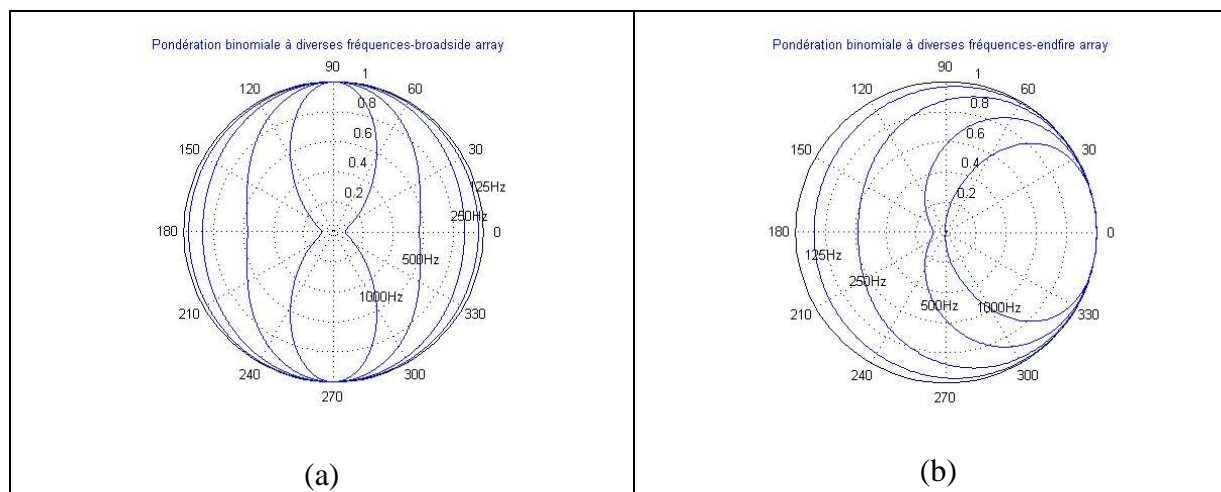 Pondération binomiale à diverses fréquences-broadside array
90
1
120
60
0.8
0.6
150
30
0.4
125Hz
0.2
250Hz
180
0
500Hz
1000Hz
210
330
240
300
270
(a)
Pondération binomiale à diverses fréquences-endfire array
90
1
120
60
0.8
0.6
150
30
0.4
0.2
180
0
125Hz
250Hz
500Hz
1000Hz
210
330
240
300
270
(b)